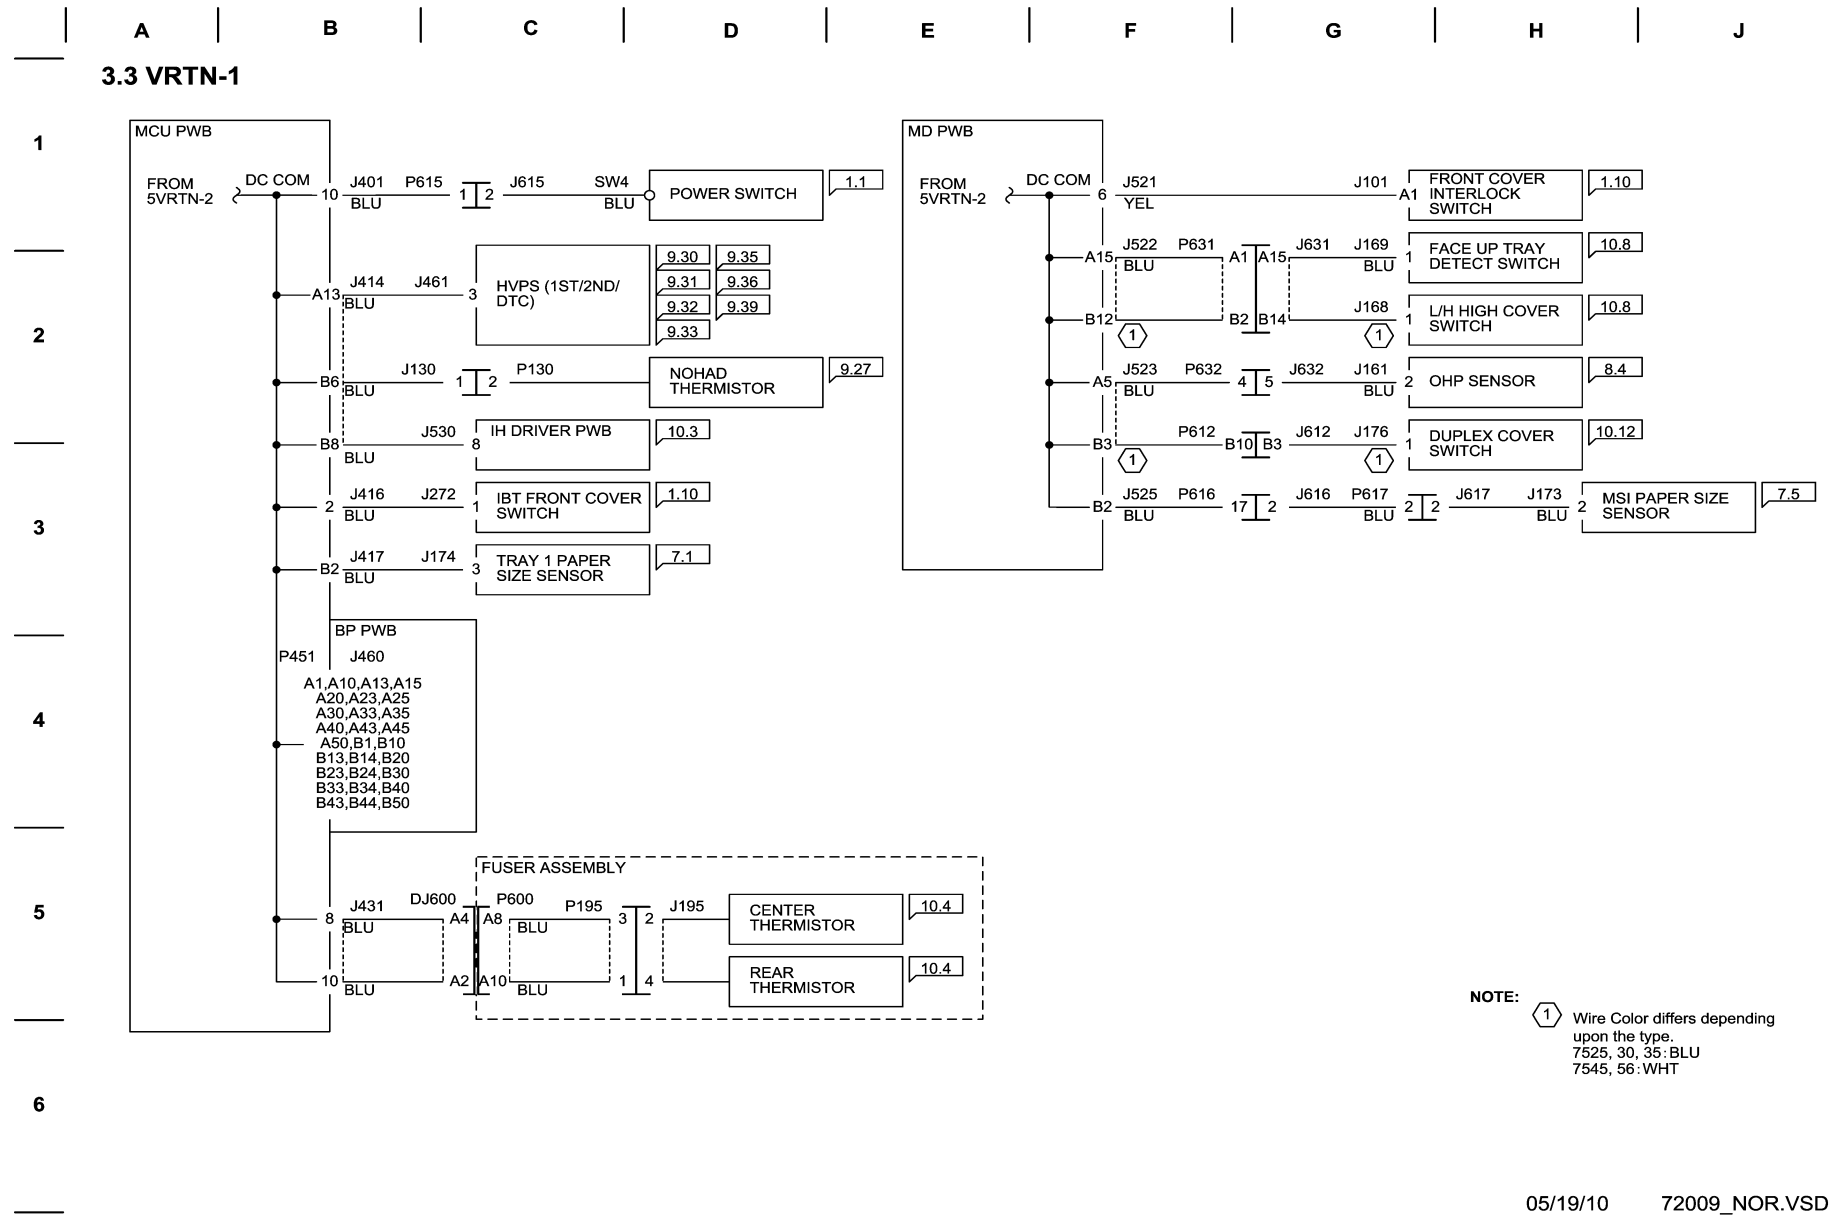 A B C D E F G H J
3.3 VRTN-1
1
2
3
4
5
6
MCU PWB
FROM
5VRTN-2
DC COM
10 J401 P615 1 2 J615 SW4
BLU BLU
POWER SWITCH
1.1
A13 J414 J461 3
BLU
HVPS (1ST/2ND/
DTC)
9.30 9.35
9.31 9.36
9.32 9.39
9.33
B6 J130 1 2 P130
BLU
NOHAD
THERMISTOR
9.27
B8 J530 8
BLU
IH DRIVER PWB
10.3
2 J416 J272 1
BLU
IBT FRONT COVER
SWITCH
1.10
B2 J417 J174 3
BLU
TRAY 1 PAPER
SIZE SENSOR
7.1
BP PWB
P451 J460
A1,A10,A13,A15
A20,A23,A25
A30,A33,A35
A40,A43,A45
A50,B1,B10
B13,B14,B20
B23,B24,B30
B33,B34,B40
B43,B44,B50
FUSER ASSEMBLY
8 J431 DJ600 A4 A8 P600 P195 3 2 J195
BLU BLU
CENTER
THERMISTOR
10.4
10 A2 A10 1 4
BLU BLU
REAR
THERMISTOR
10.4
MD PWB
FROM
5VRTN-2
DC COM
6 J521 J101 A1
YEL
FRONT COVER
INTERLOCK
SWITCH
1.10
A15 J522 P631 A1 A15 J631 J169 1
BLU BLU
FACE UP TRAY
DETECT SWITCH
10.8
B12 B2 B14 J168 1
1 1
L/H HIGH COVER
SWITCH
10.8
A5 J523 P632 4 5 J632 J161 2
BLU BLU
OHP SENSOR
8.4
B3 P612 B10 B3 J612 J176 1
1 1
DUPLEX COVER
SWITCH
10.12
B2 J525 P616 17 2 J616 P617 2 2 J617 J173 2
BLU BLU BLU
MSI PAPER SIZE
SENSOR
7.5
NOTE:
1 Wire Color differs depending
upon the type.
7525, 30, 35:BLU
7545, 56:WHT
05/19/10 72009_NOR.VSD